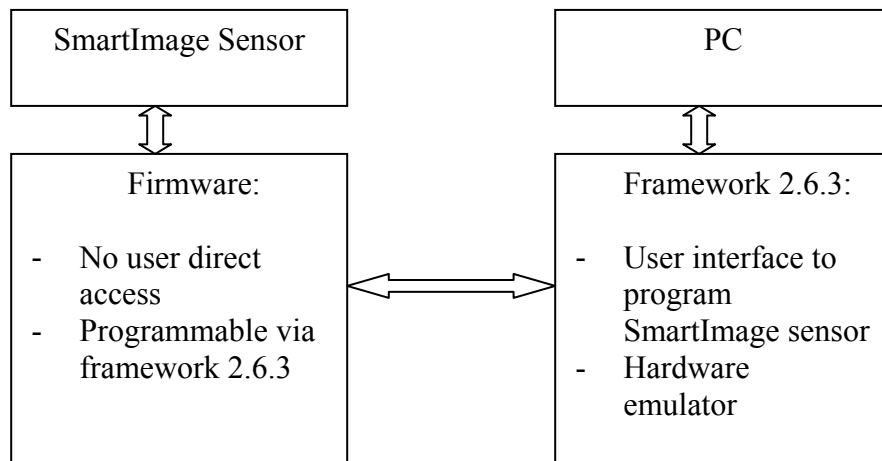 SmartImage Sensor
PC
Firmware:
- No user direct
access
- Programmable via
framework 2.6.3
Framework 2.6.3:
- User interface to
program
SmartImage sensor
- Hardware
emulator